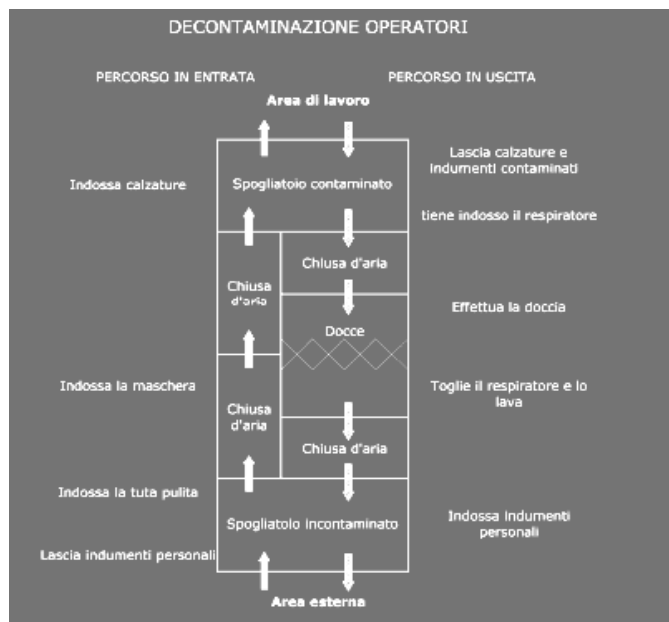 DECONTAMINAZIONE OPERATORI
PERCORSO IN ENTRATA
PERCORSO IN USCITA
Area di lavoro
Lascia calzature e
indumenti contaminati
Indossa calzature
Spogliatoio contaminato
tiene indosso il respiratore
Chiusa d'aria
Chiusa
d'aria
Effettua la doccia
Docce
Indossa la maschera
Toglie il respiratore e lo
lava
Chiusa
d'aria
Chiusa d'aria
Indossa la tuta pulita
Spogliatoio incontaminato
Indossa indumenti
personali
Lascia indumenti personali
Area esterna